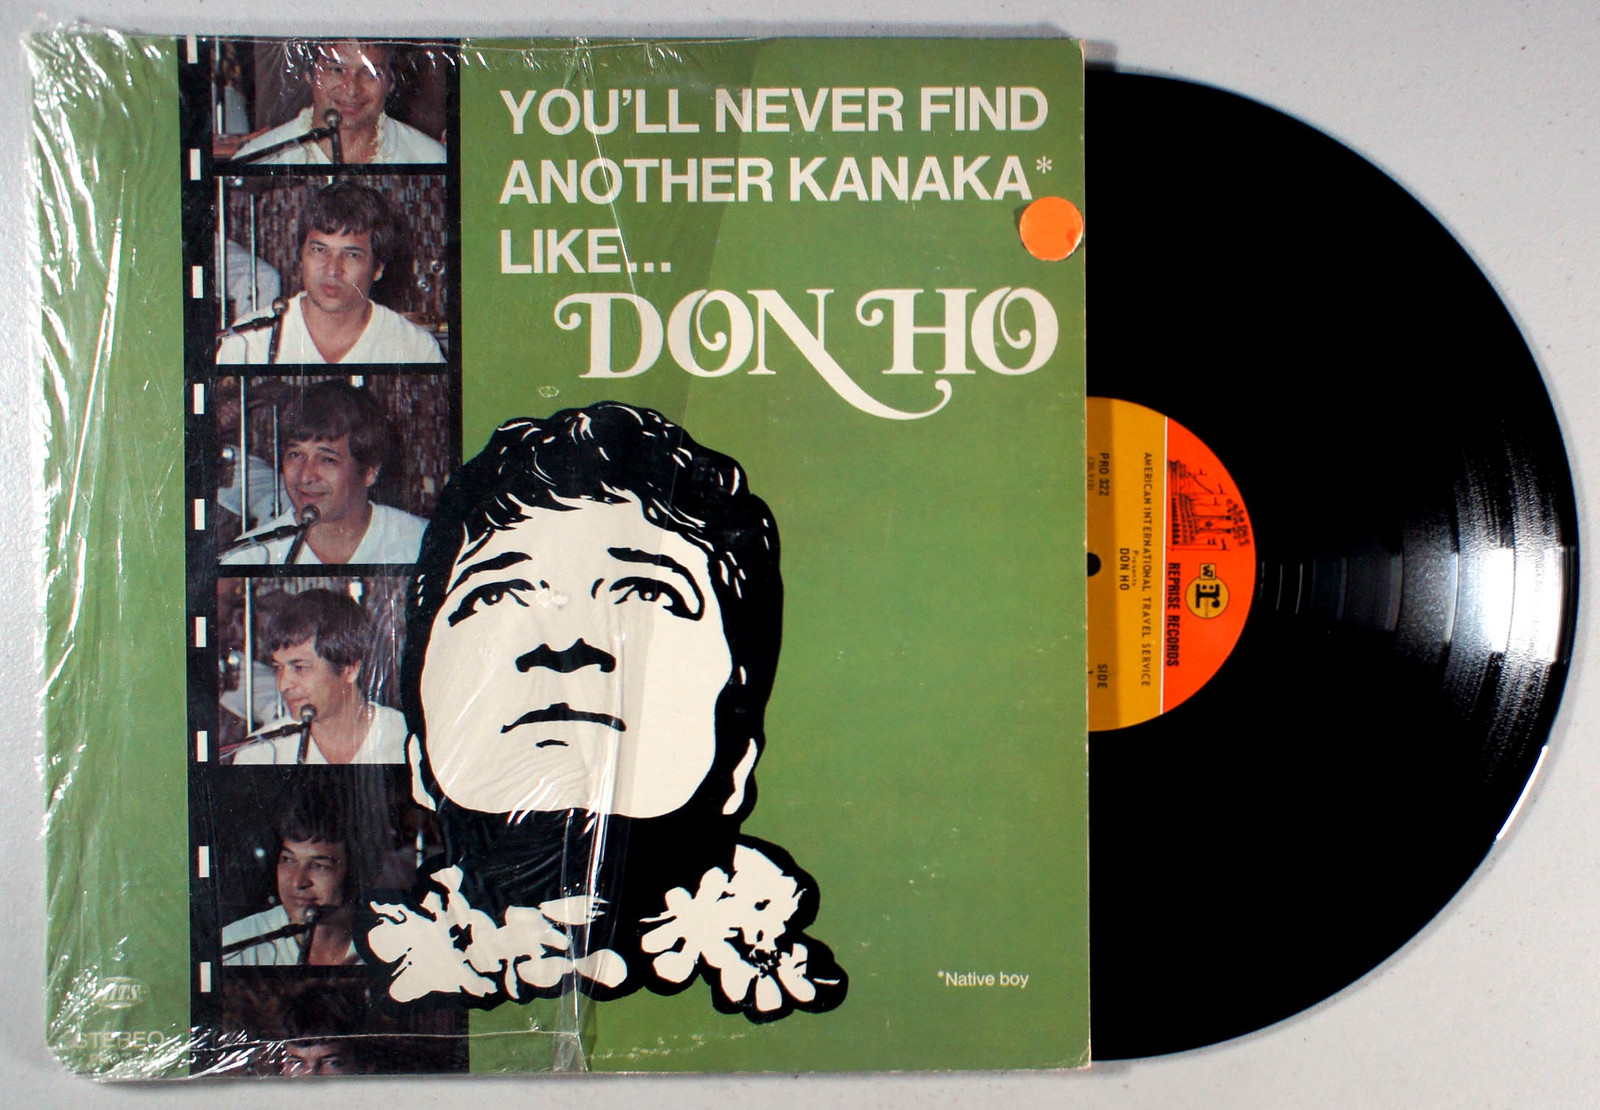 YOU'LL NEVER FIND
ANOTHER KANAKA*
LIKE...
DON HO
*Native boy
STEREO
REPRISE RECORDS
AMERICAN INTERNATIONAL TRAVEL SERVICE
Presents
DON HO
PRO 322
SIDE